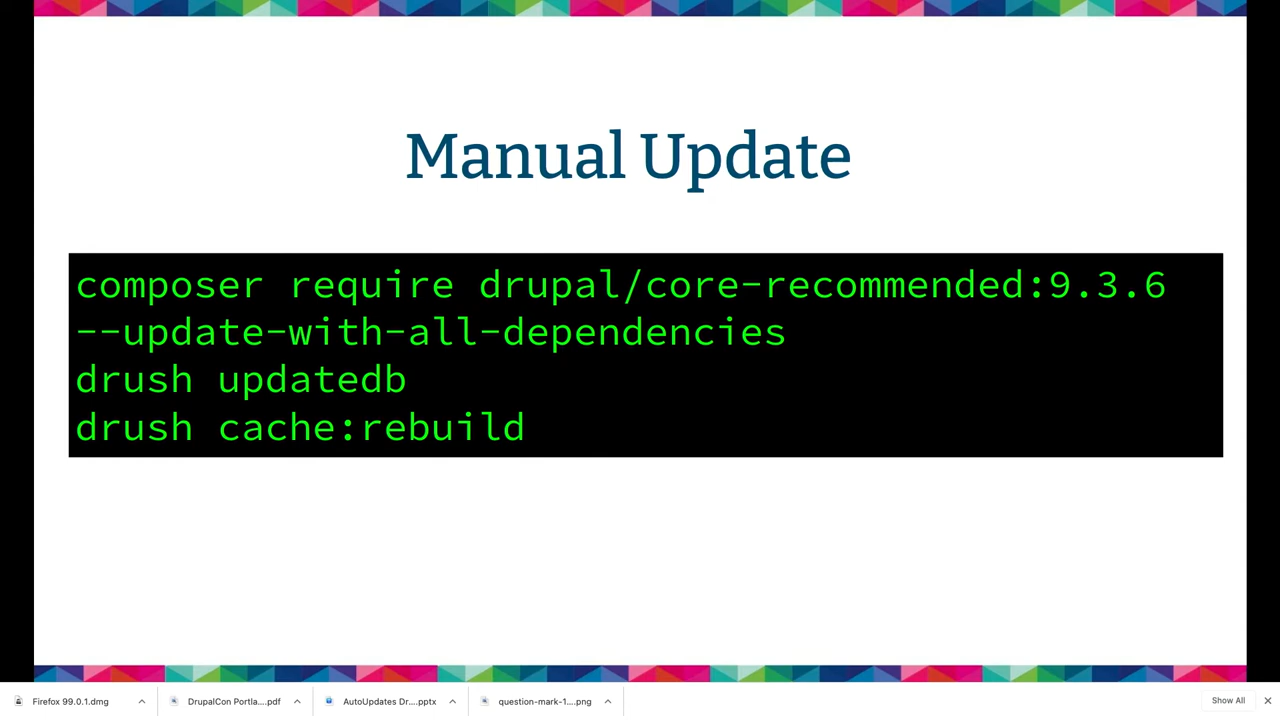 Manual Update
composer require drupal/core-recommended:9.3.6
--update-with-all-dependencies
drush updatedb
drush cache:rebuild
Firefox 99.0.1.dmg
DrupalCon Portla....pdf
AutoUpdates Dr....pptx
question-mark-1....png
Show All